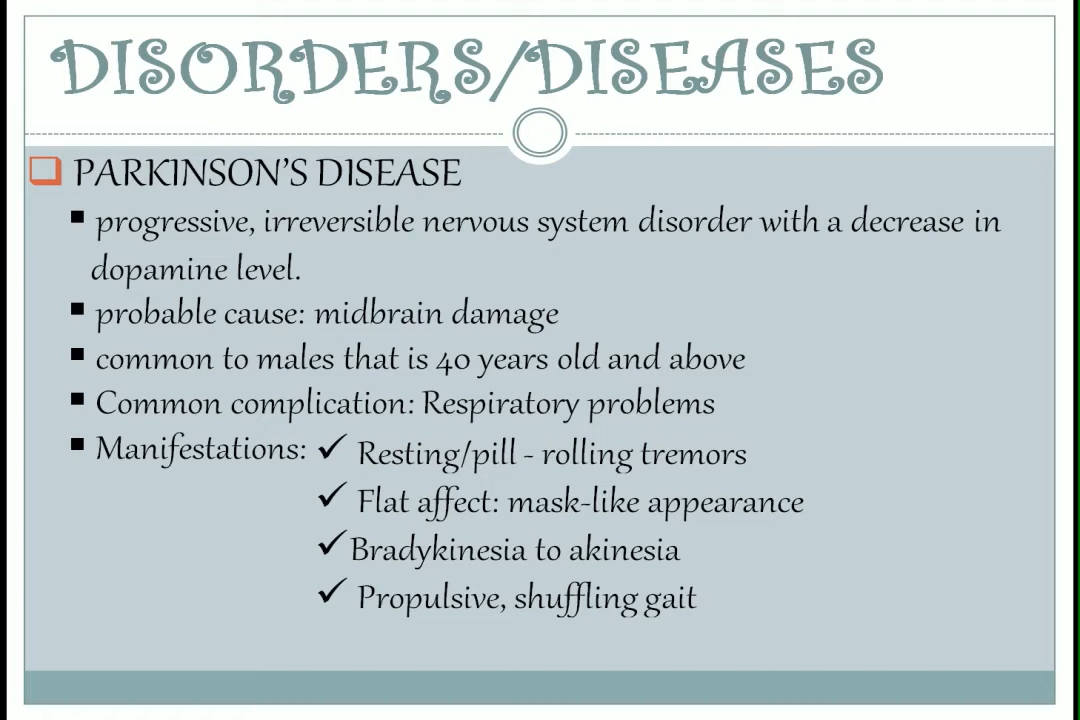 DISORDERS/DISEASES
PARKINSON'S DISEASE
progressive, irreversible nervous system disorder with a decrease in
dopamine level.
probable cause: midbrain damage
common to males that is 40 years old and above
Common complication: Respiratory problems
Manifestations: ✓ Resting/pill - rolling tremors
✓ Flat affect: mask-like appearance
✓ Bradykinesia to akinesia
✓ Propulsive, shuffling gait